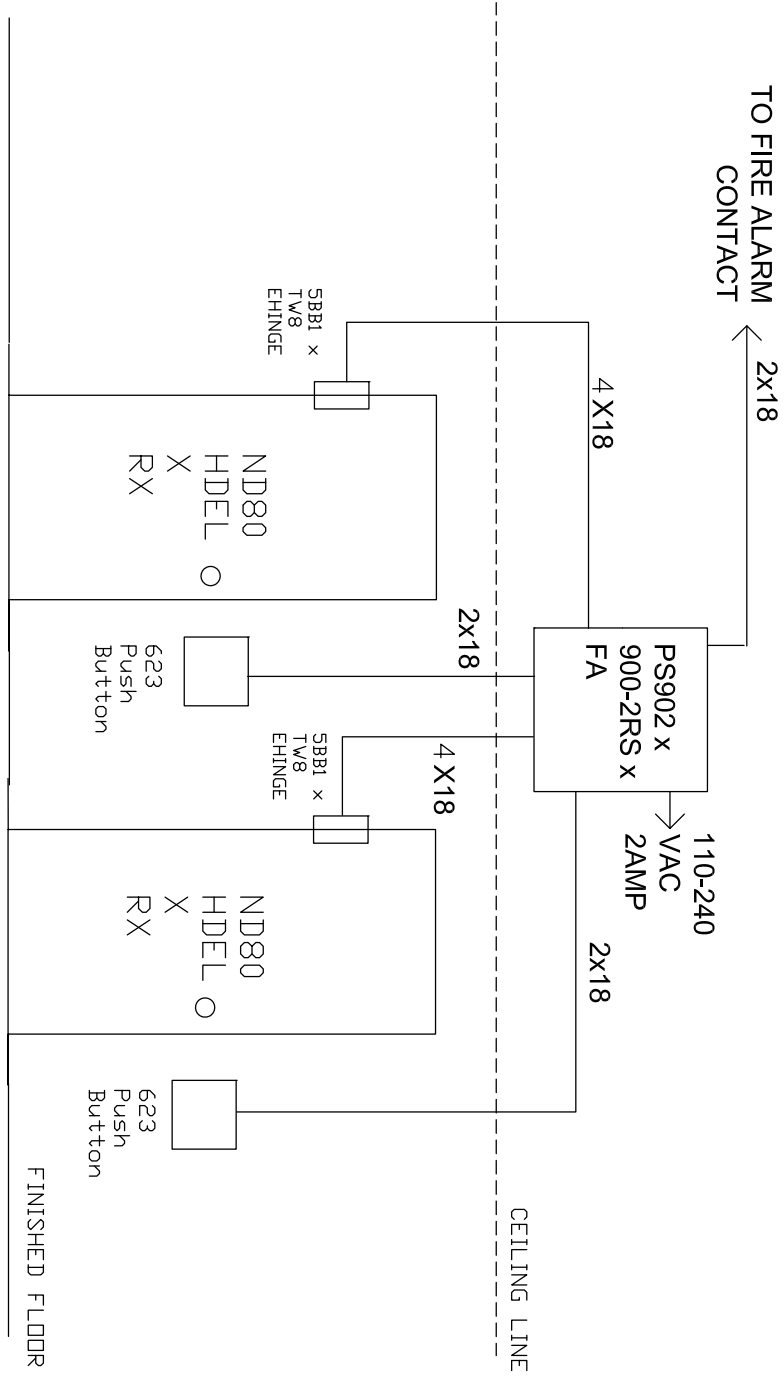 TO FIRE ALARM
CONTACT
2x18
4 X18
PS902 x
900-2RS x
FA
110-240
VAC
2AMP
2x18
2x18
4 X18
CEILING LINE
5BB1 x
TW8
EHINGE
ND80
HDEL
X
RX
623
Push
Button
5BB1 x
TW8
EHINGE
ND80
HDEL
X
RX
623
Push
Button
FINISHED FLOOR